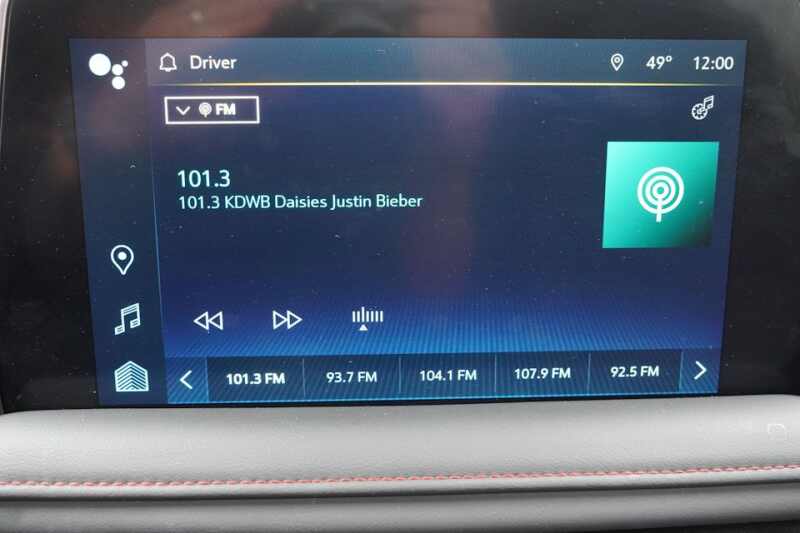 Driver
49° 12:00
FM
101.3
101.3 KDWB Daisies Justin Bieber
101.3 FM 93.7 FM 104.1 FM 107.9 FM 92.5 FM